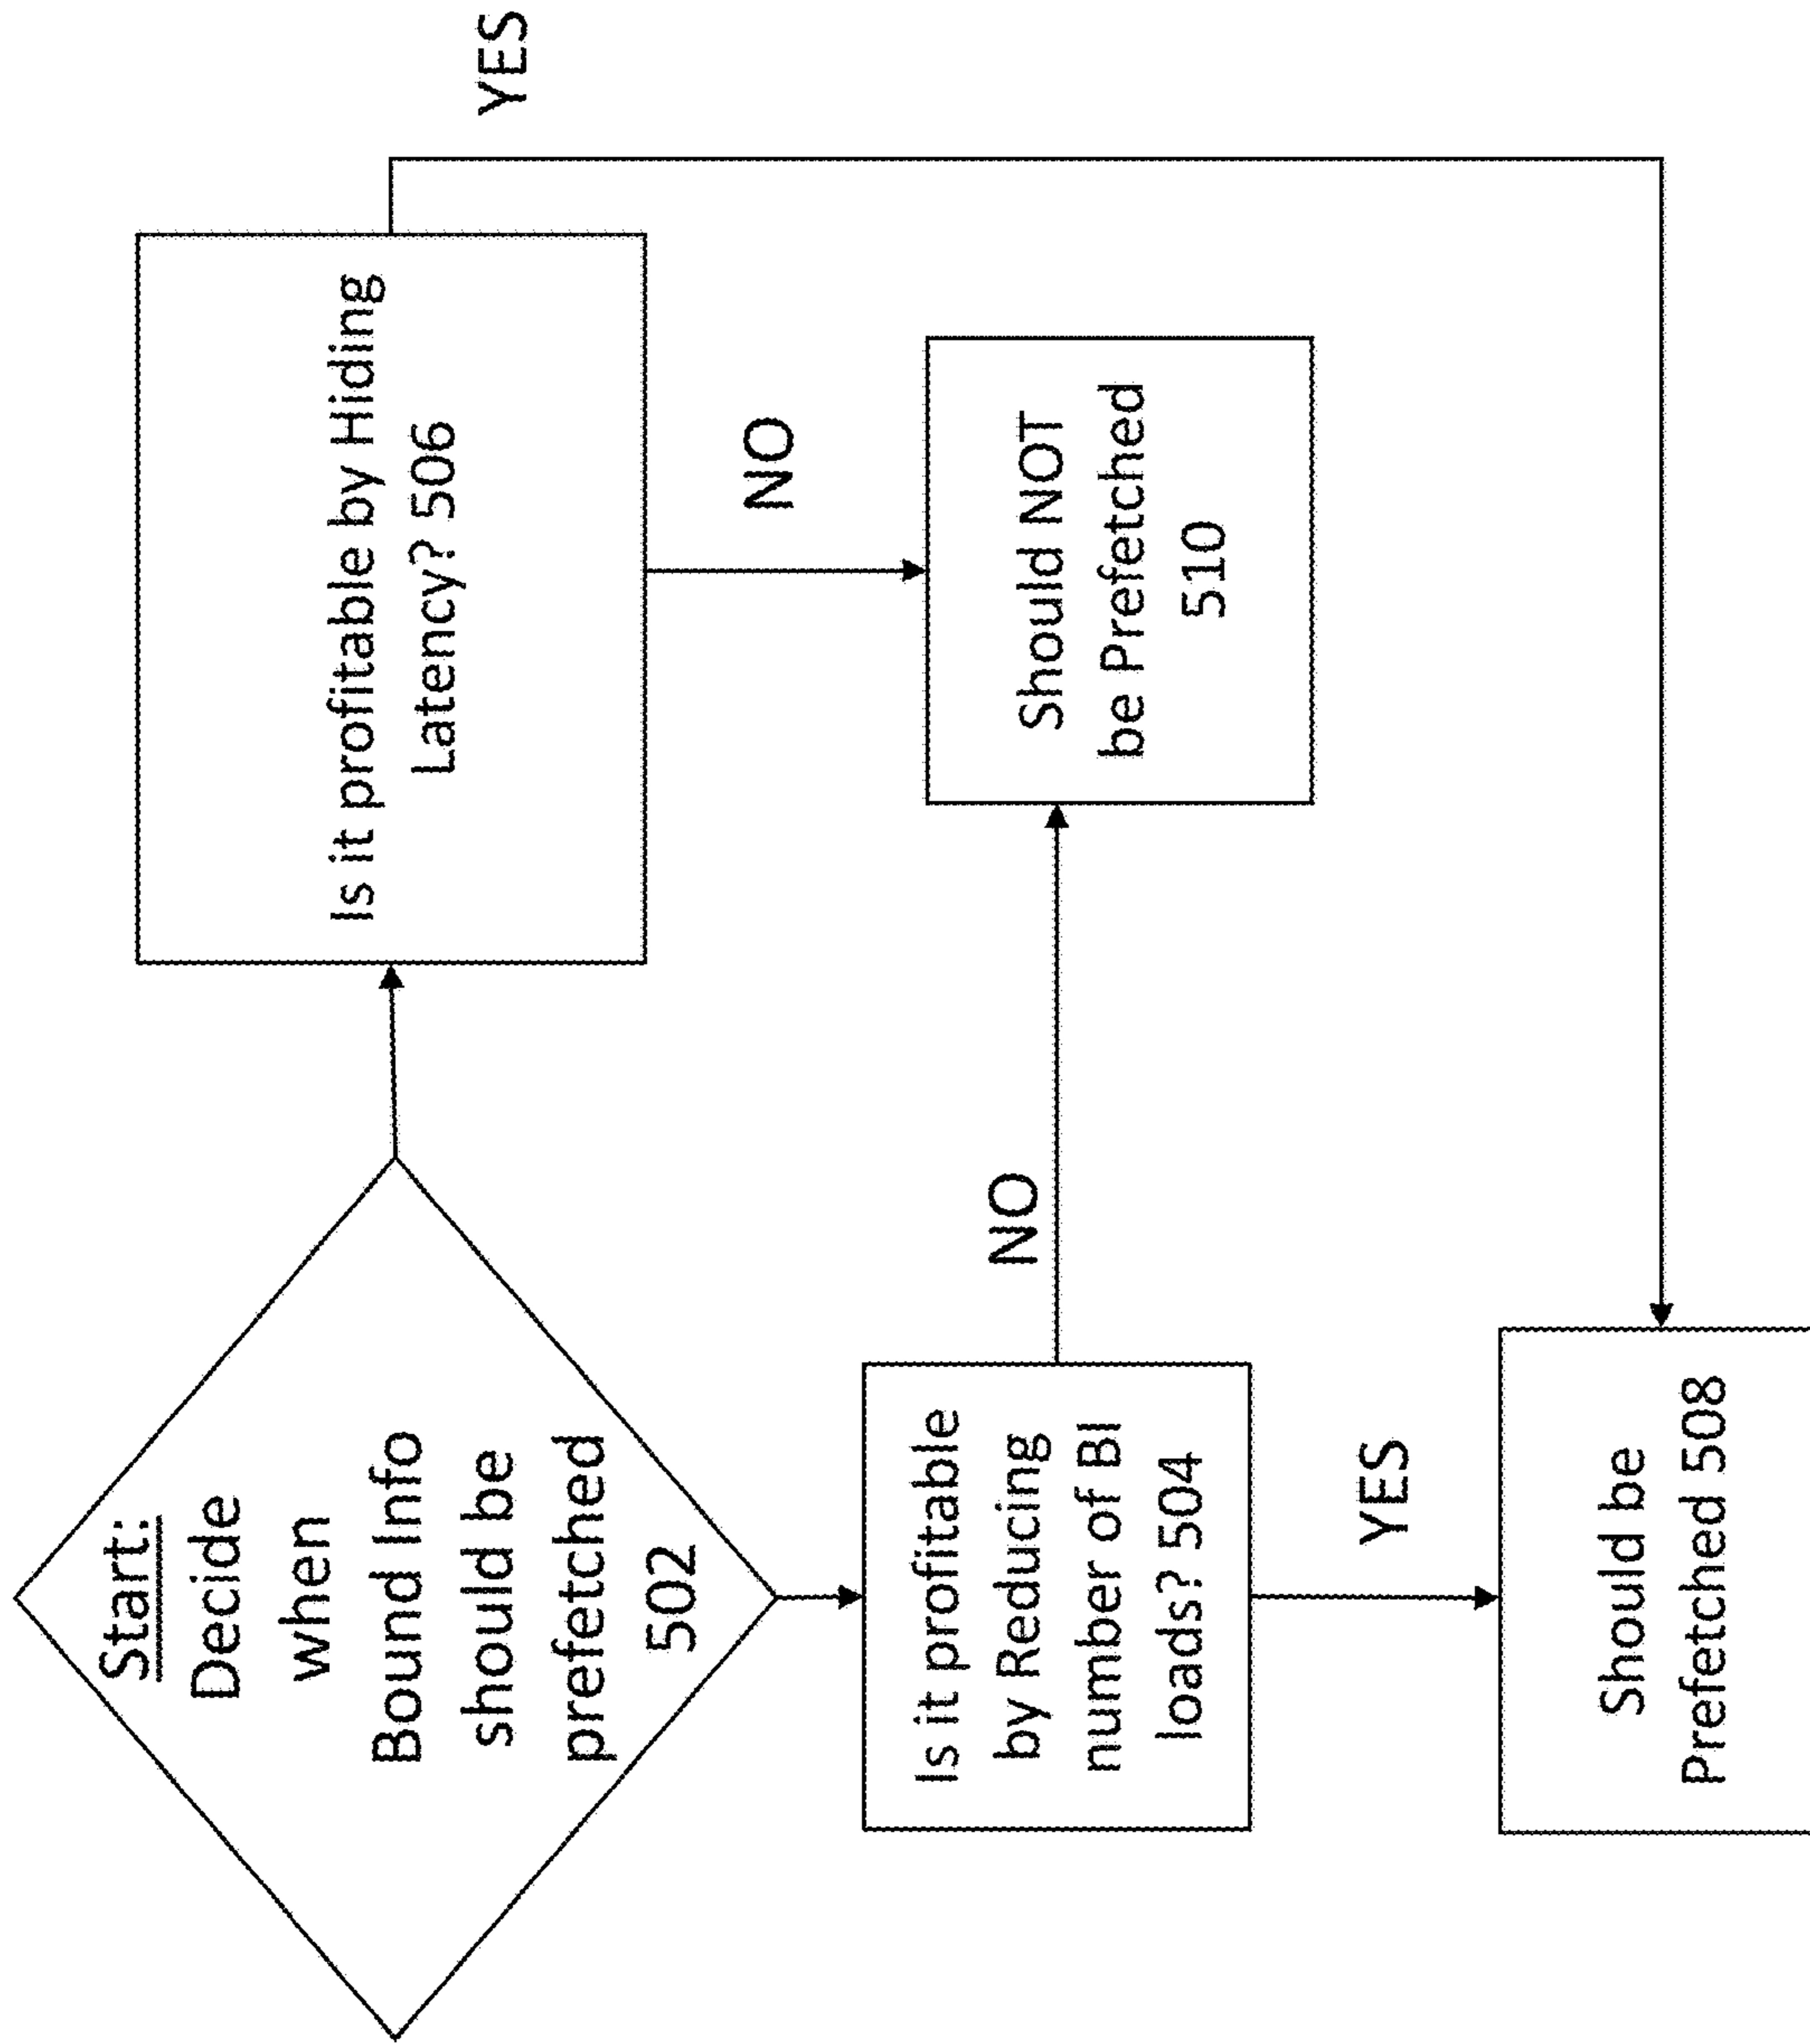 Start:
Decide
when
Bound Info
should be
prefetched
502
Is it profitable by Hiding
Latency? 506
YES
NO
Is it profitable
by Reducing
number of BI
loads? 504
NO
Should NOT
be Prefetched
510
YES
Should be
Prefetched 508